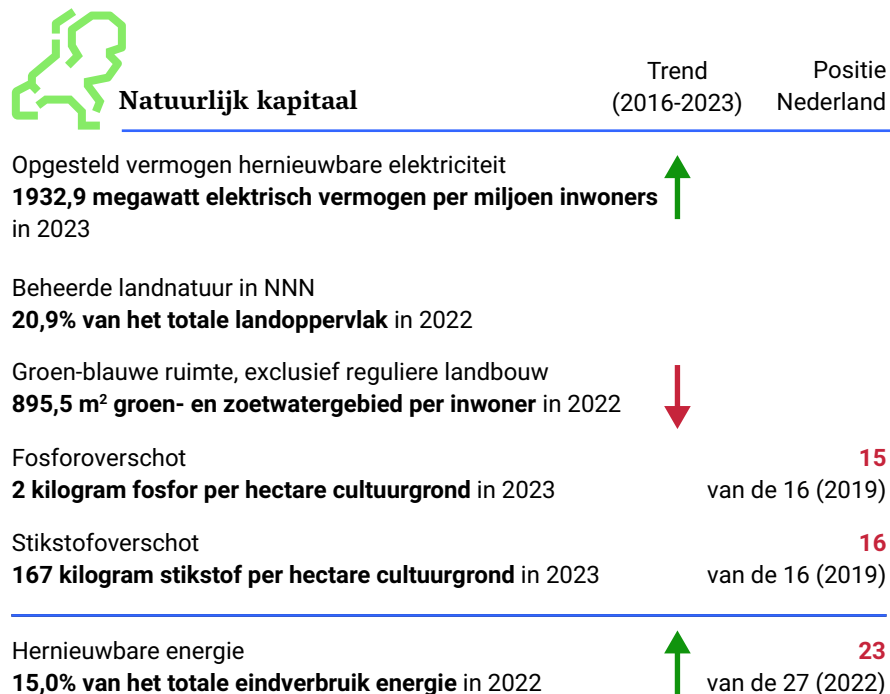 Natuurlijk kapitaal
Trend
(2016-2023)
Positie
Nederland
Opgesteld vermogen hernieuwbare elektriciteit
1932,9 megawatt elektrisch vermogen per miljoen inwoners
in 2023
Beheerde landnatuur in NNN
20,9% van het totale landoppervlak in 2022
Groen-blauwe ruimte, exclusief reguliere landbouw
895,5 m² groen- en zoetwatergebied per inwoner in 2022
Fosforoverschot
15
2 kilogram fosfor per hectare cultuurgrond in 2023
van de 16 (2019)
Stikstofoverschot
16
167 kilogram stikstof per hectare cultuurgrond in 2023
van de 16 (2019)
Hernieuwbare energie
23
15,0% van het totale eindverbruik energie in 2022
van de 27 (2022)